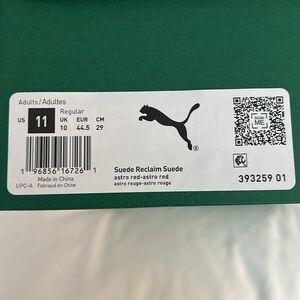 Adults/Adultes
Regular
US 11 UK EUR CM
10 44.5 29
1 96856 16726 1
Made in China
UPC-A Fabriqué en Chine
®
Suede Reclaim Suede
astro red-astro red
astro rouge-astro rouge
SCAN
ME
393259 01